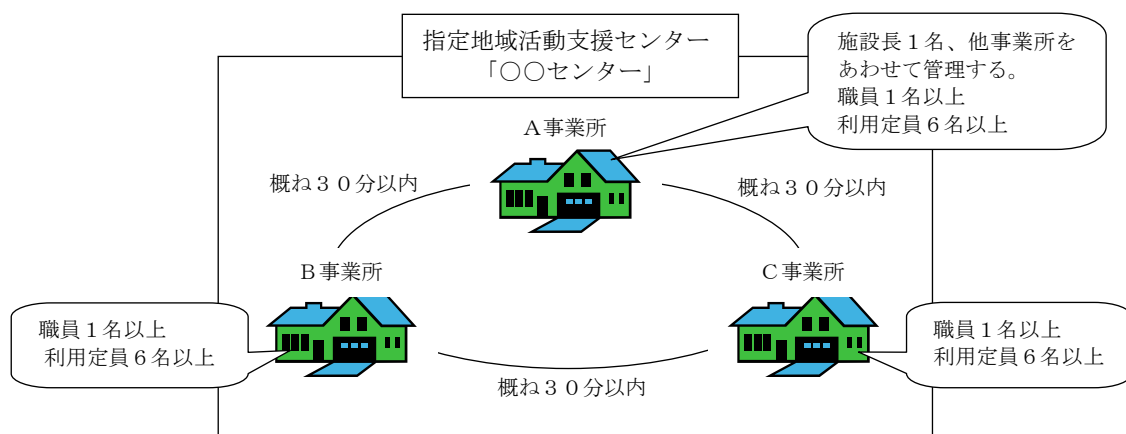 指定地域活動支援センター
「○○センター」
施設長１名、他事業所を
あわせて管理する。
職員１名以上
利用定員６名以上
Ａ事業所
概ね３０分以内
概ね３０分以内
Ｂ事業所
Ｃ事業所
職員１名以上
利用定員６名以上
職員１名以上
利用定員６名以上
概ね３０分以内